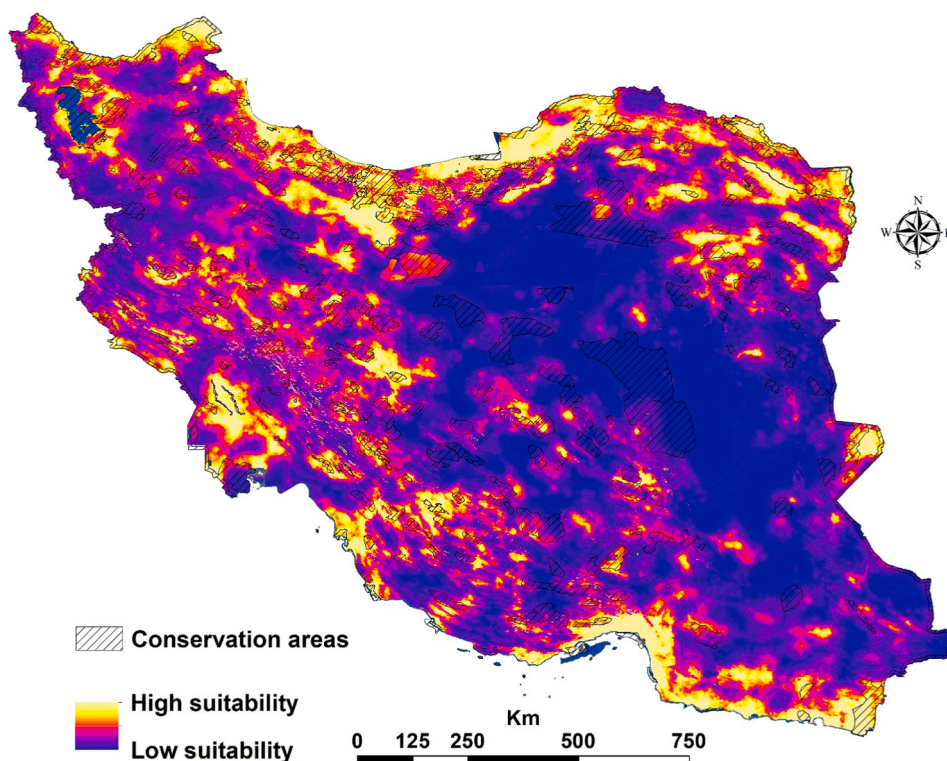 N
W
S
Conservation areas
High suitability
Low suitability
Km
0 125 250 500 750